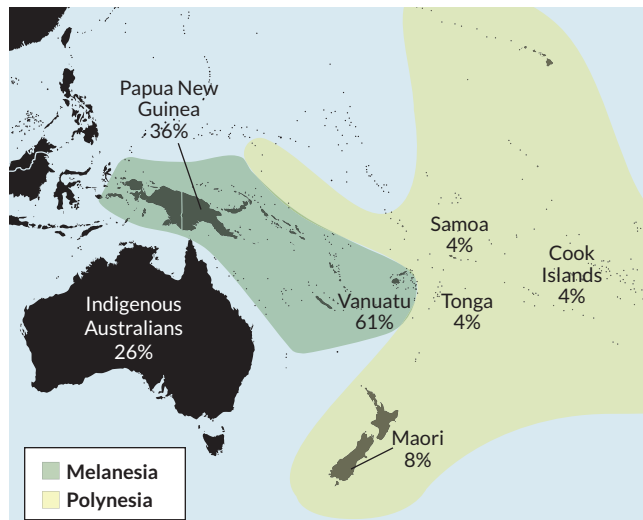 Papua New
Guinea
36%
Samoa
4%
Cook
Islands
4%
Indigenous
Australians
26%
Vanuatu
61%
Tonga
4%
Maori
8%
Melanesia
Polynesia